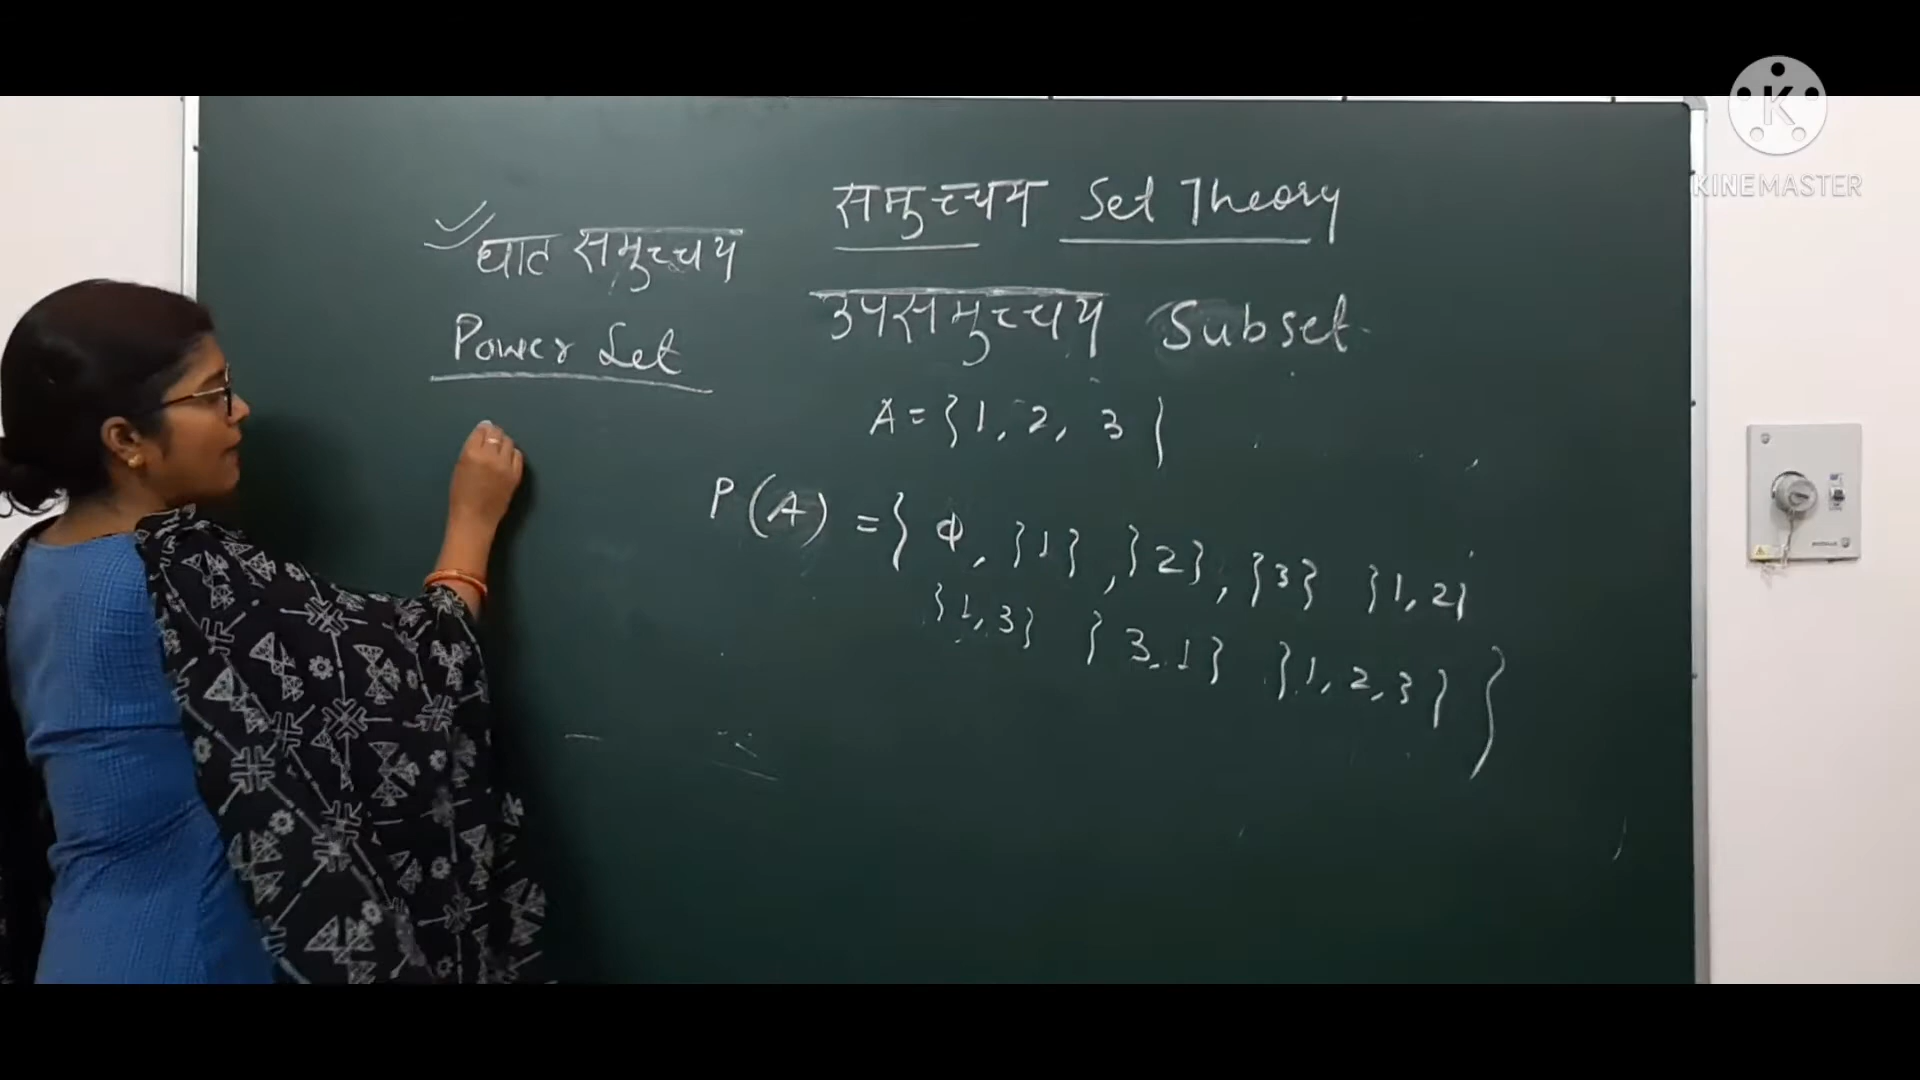 समुच्चय Set Theory
घात समुच्चय
Power Set
उपसमुच्चय Subset
A = {1, 2, 3}
P(A) = { ϕ, {1}, {2}, {3} {1, 2}
{1, 3} {3, 1} {1, 2, 3} }
K
KINEMASTER